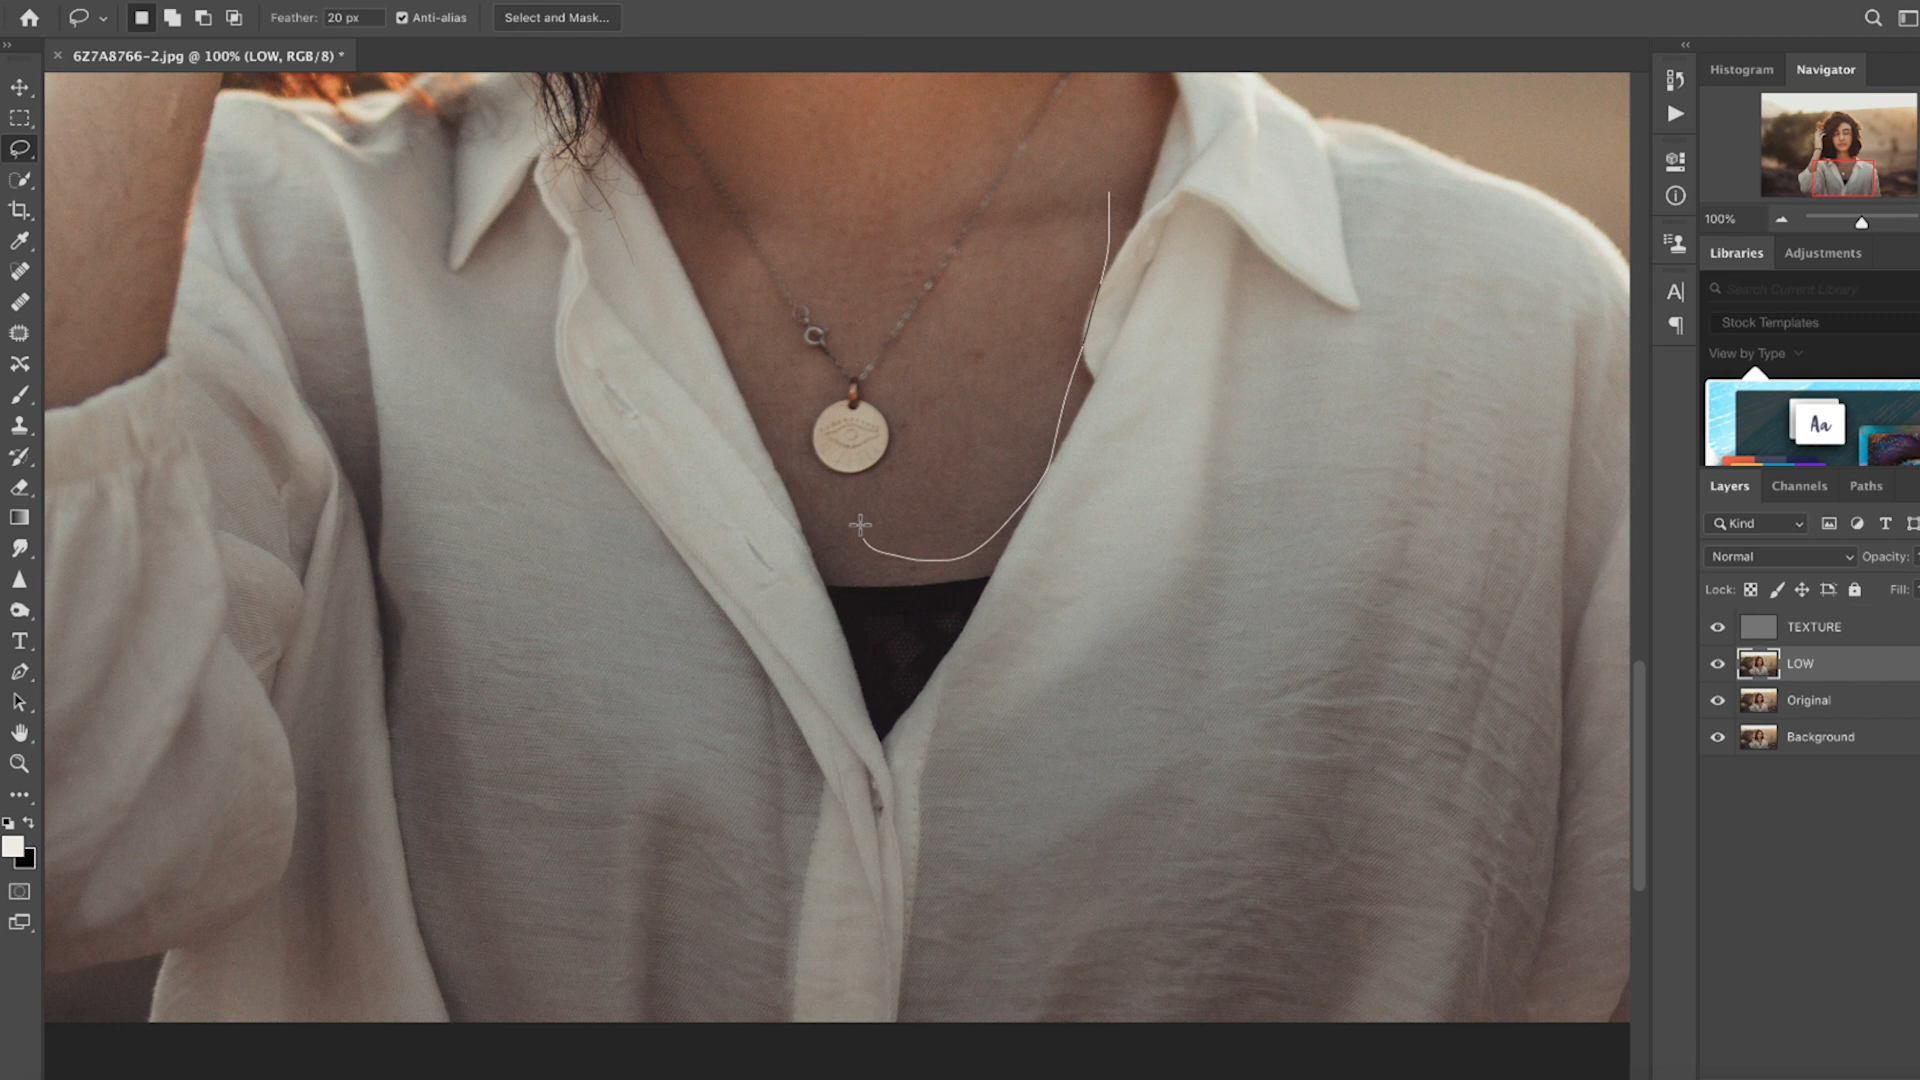 Feather: 20 px Anti-alias Select and Mask...
× 6Z7A8766-2.jpg @ 100% (LOW, RGB/8) *
Histogram Navigator
100%
Libraries Adjustments
Search Current Library
Stock Templates
View by Type
Aa
Layers Channels Paths
Kind
Normal Opacity:
Lock: Fill:
TEXTURE
LOW
Original
Background